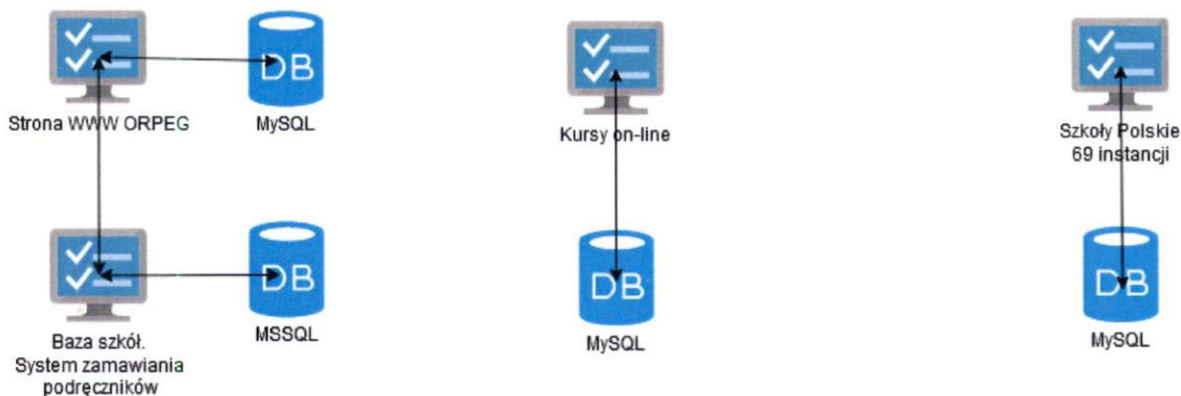 DB
Strona WWW ORPEG
MySQL
DB
Baza szkół.
System zamawiania
podręczników
MSSQL
Kursy on-line
DB
MySQL
Szkoły Polskie
69 instancji
DB
MySQL